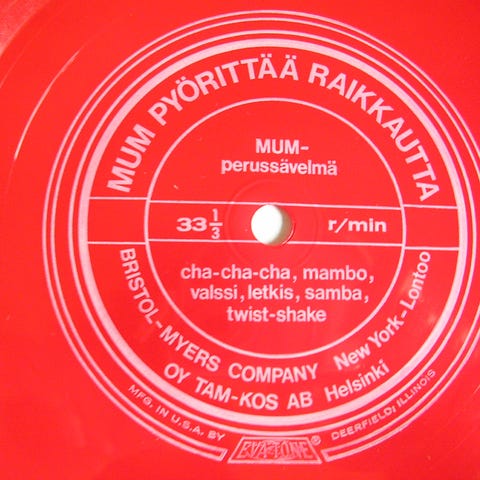 MUM PYÖRITTÄÄ RAIKKAUTTA
MUM-
perussävelmä
33 1/3 r/min
cha-cha-cha, mambo,
valssi, letkis, samba,
twist-shake
BRISTOL-MYERS COMPANY New York - Lontoo
OY TAM-KOS AB Helsinki
MFG. IN U.S.A. BY EVA-TONE® DEERFIELD, ILLINOIS